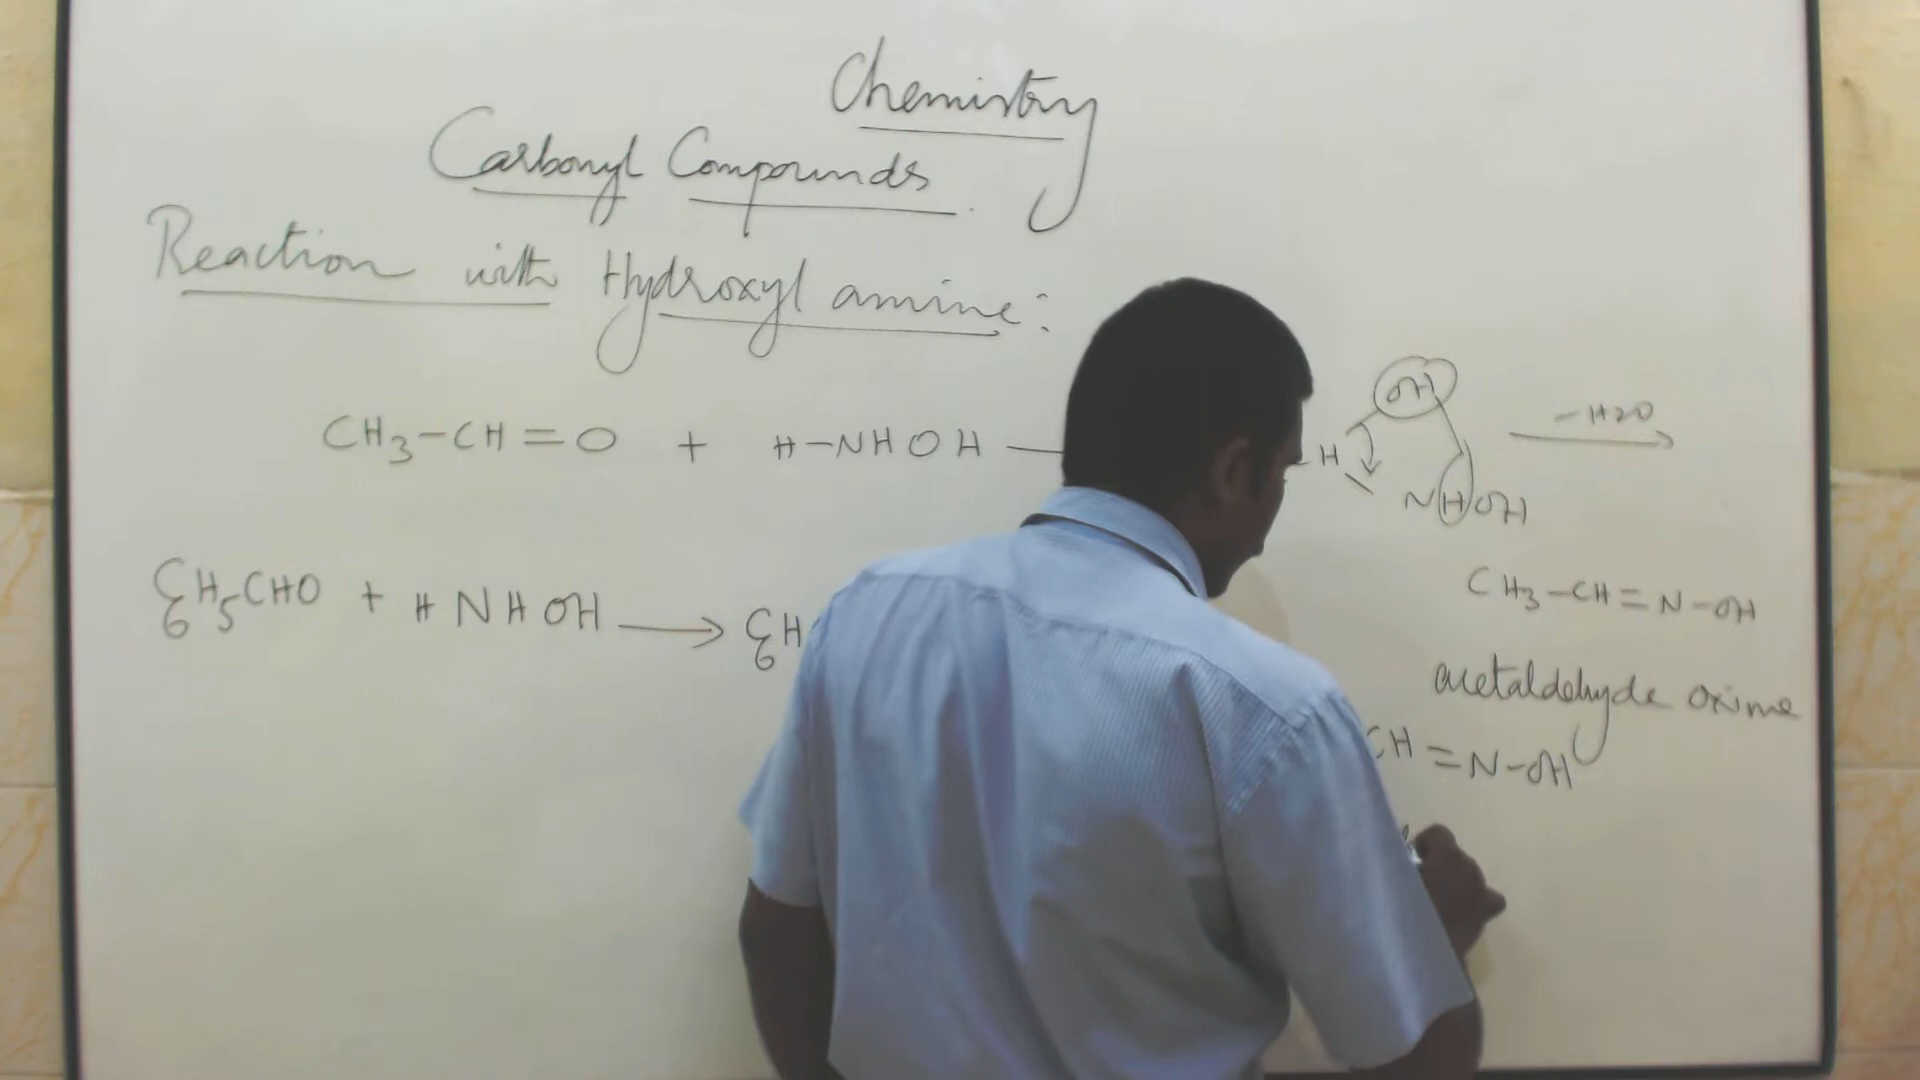 Chemistry
Carbonyl Compounds.
Reaction with Hydroxyl amine:
OH
-H2O
CH3-CH=O + H-NHOH
H
NHOH
CH3-CH=N-OH
C6H5CHO + HNHOH → C6H
acetaldehyde oxime
CH=N-OH